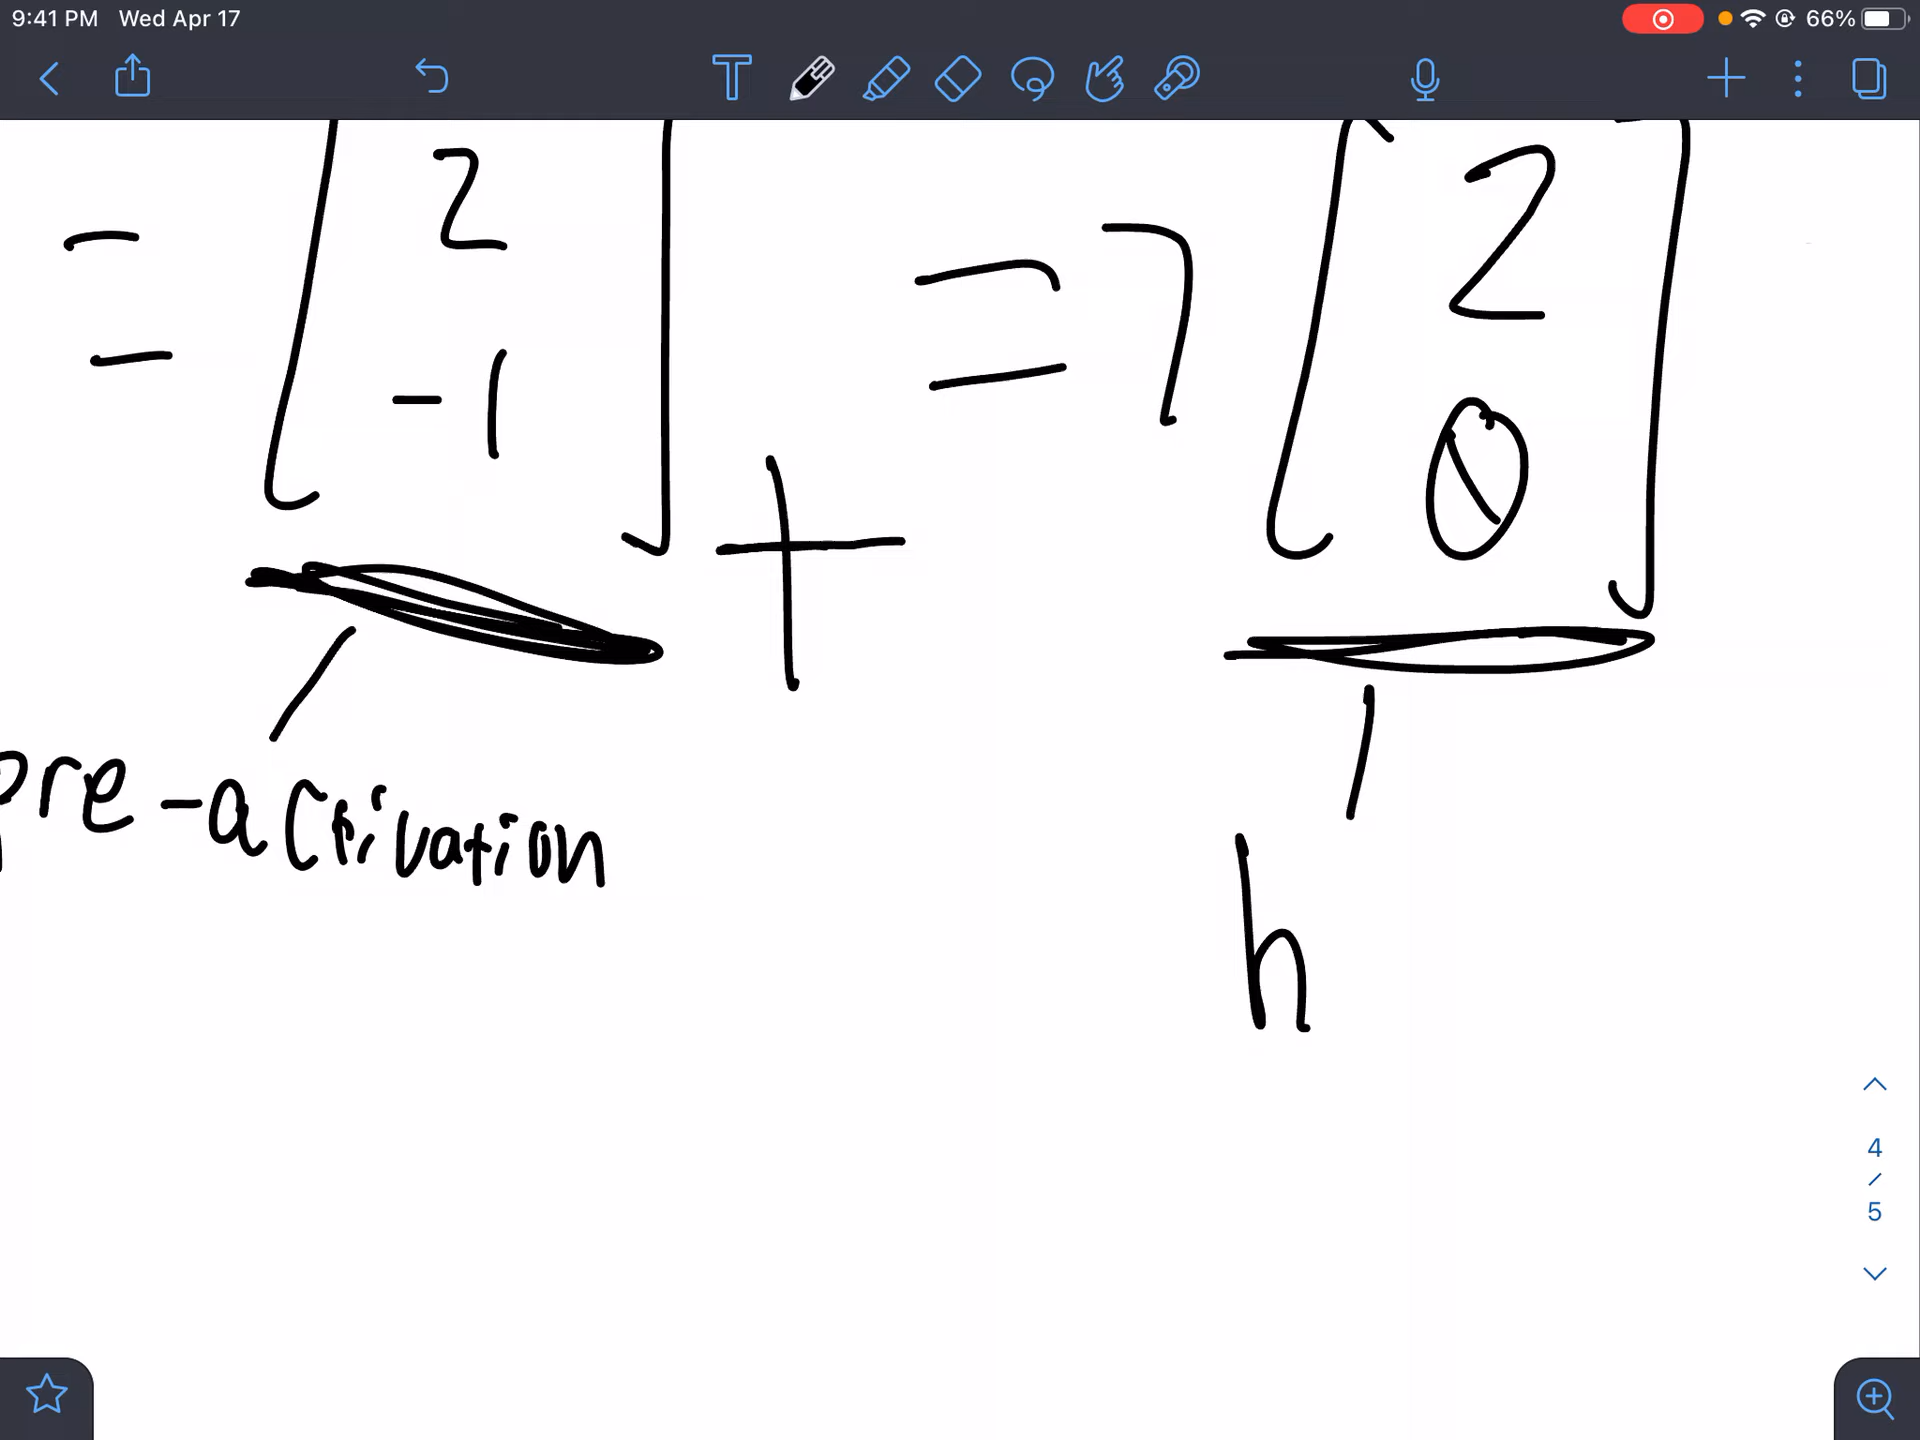 9:41 PM Wed Apr 17
66%
= [ 2 ] + => [ 2 ]
-1 0
pre-activation
h
4
/
5